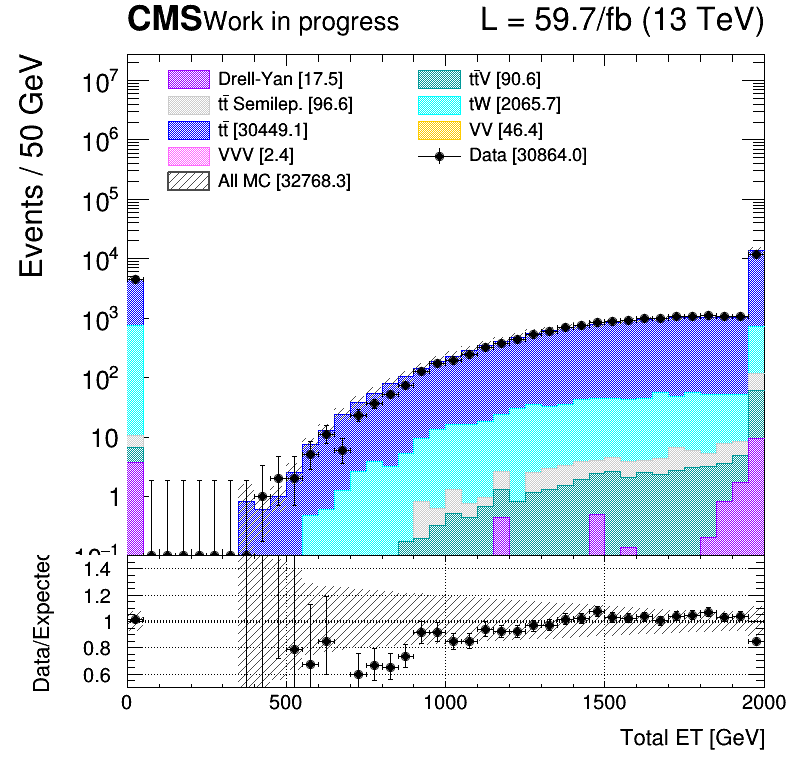 CMS Work in progress L = 59.7/fb (13 TeV)
Events / 50 GeV
10⁷
10⁶
10⁵
10⁴
10³
10²
10
1
10⁻¹
Drell-Yan [17.5]
tt̄ Semilep. [96.6]
tt̄ [30449.1]
VVV [2.4]
All MC [32768.3]
tt̄V [90.6]
tW [2065.7]
VV [46.4]
Data [30864.0]
Data/Expected
1.4
1.2
1
0.8
0.6
0 500 1000 1500 2000
Total ET [GeV]